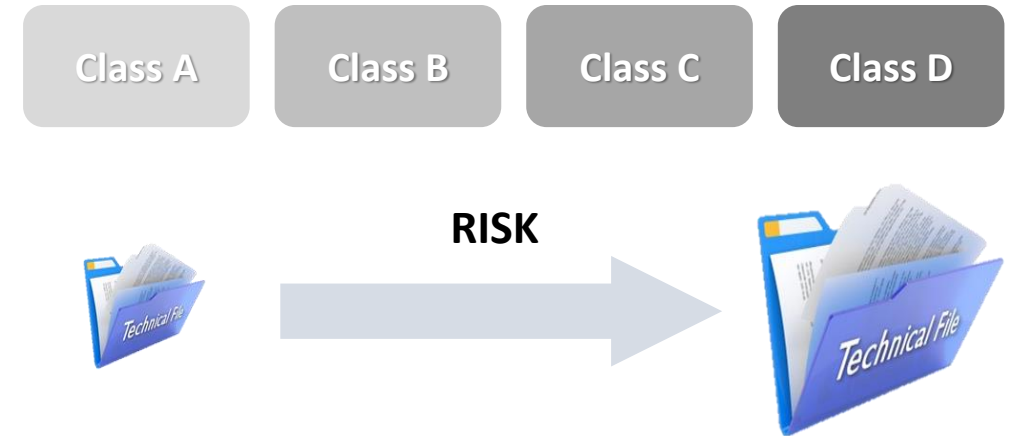 Class A
Class B
Class C
Class D
RISK
Technical File
Technical File